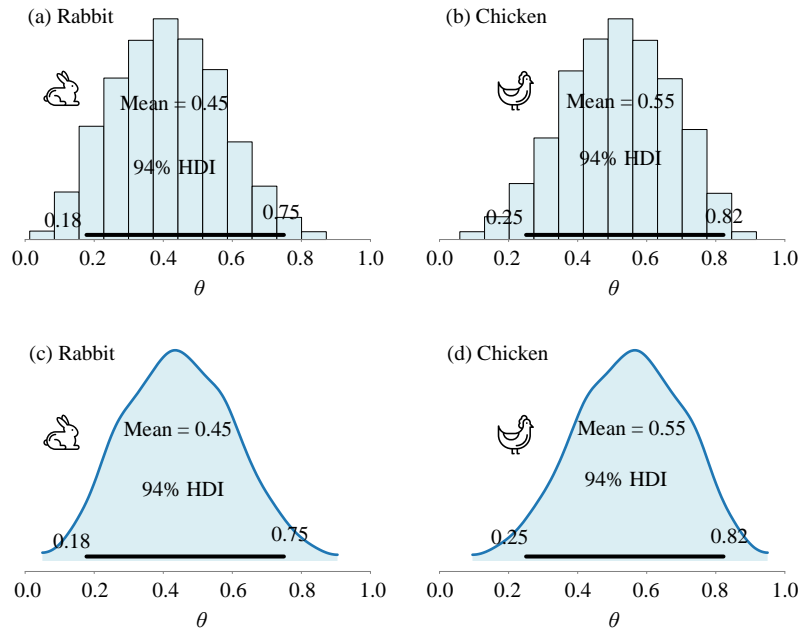 (a) Rabbit
Mean = 0.45
94% HDI
0.18
0.75
0.0 0.2 0.4 0.6 0.8 1.0
θ
(b) Chicken
Mean = 0.55
94% HDI
0.25
0.82
0.0 0.2 0.4 0.6 0.8 1.0
θ
(c) Rabbit
Mean = 0.45
94% HDI
0.18
0.75
0.0 0.2 0.4 0.6 0.8 1.0
θ
(d) Chicken
Mean = 0.55
94% HDI
0.25
0.82
0.0 0.2 0.4 0.6 0.8 1.0
θ